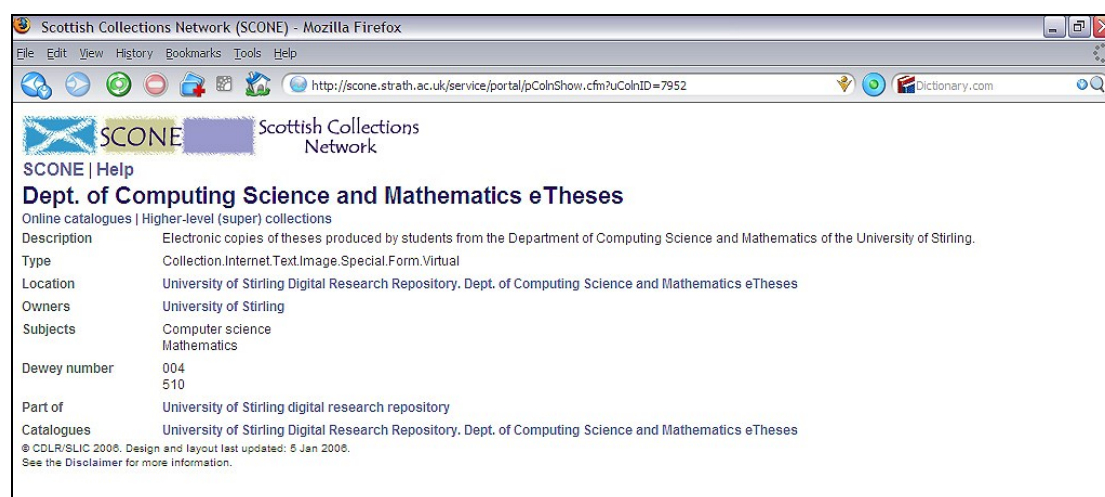 Scottish Collections Network (SCONE) - Mozilla Firefox
File Edit View History Bookmarks Tools Help
http://scone.strath.ac.uk/service/portal/pColnShow.cfm?uColnID=7952 Dictionary.com
SCONE Scottish Collections
Network
SCONE | Help
Dept. of Computing Science and Mathematics eTheses
Online catalogues | Higher-level (super) collections
Description Electronic copies of theses produced by students from the Department of Computing Science and Mathematics of the University of Stirling.
Type Collection.Internet.Text.Image.Special.Form.Virtual
Location University of Stirling Digital Research Repository. Dept. of Computing Science and Mathematics eTheses
Owners University of Stirling
Subjects Computer science
Mathematics
Dewey number 004
510
Part of University of Stirling digital research repository
Catalogues University of Stirling Digital Research Repository. Dept. of Computing Science and Mathematics eTheses
© CDLR/SLIC 2006. Design and layout last updated: 5 Jan 2006.
See the Disclaimer for more information.